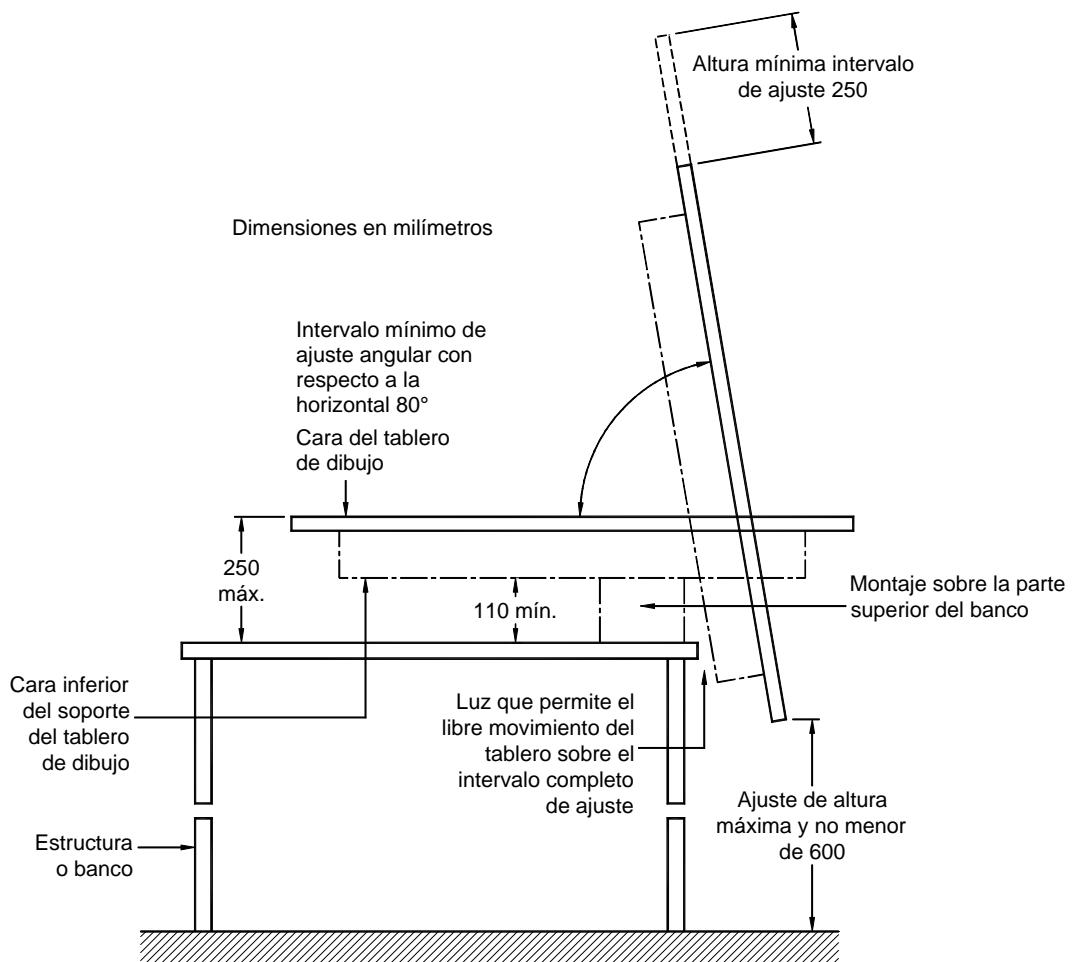 Altura mínima intervalo
de ajuste 250
Dimensiones en milímetros
Intervalo mínimo de
ajuste angular con
respecto a la
horizontal 80°
Cara del tablero
de dibujo
250
máx.
110 mín.
Montaje sobre la parte
superior del banco
Cara inferior
del soporte
del tablero
de dibujo
Luz que permite el
libre movimiento del
tablero sobre el
intervalo completo
de ajuste
Ajuste de altura
máxima y no menor
de 600
Estructura
o banco